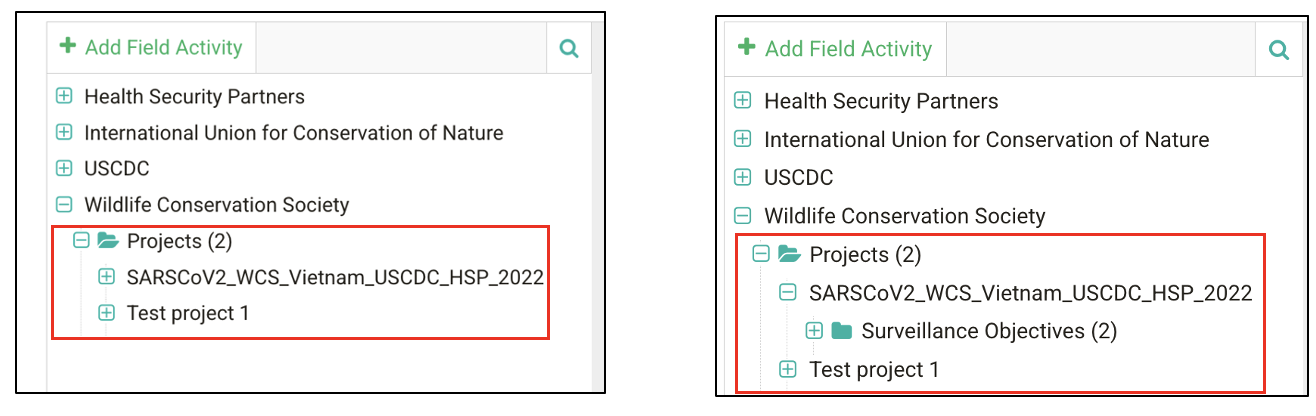 Add Field Activity
Health Security Partners
International Union for Conservation of Nature
USCDC
Wildlife Conservation Society
Projects (2)
SARSCoV2_WCS_Vietnam_USCDC_HSP_2022
Test project 1
Add Field Activity
Health Security Partners
International Union for Conservation of Nature
USCDC
Wildlife Conservation Society
Projects (2)
SARSCoV2_WCS_Vietnam_USCDC_HSP_2022
Surveillance Objectives (2)
Test project 1